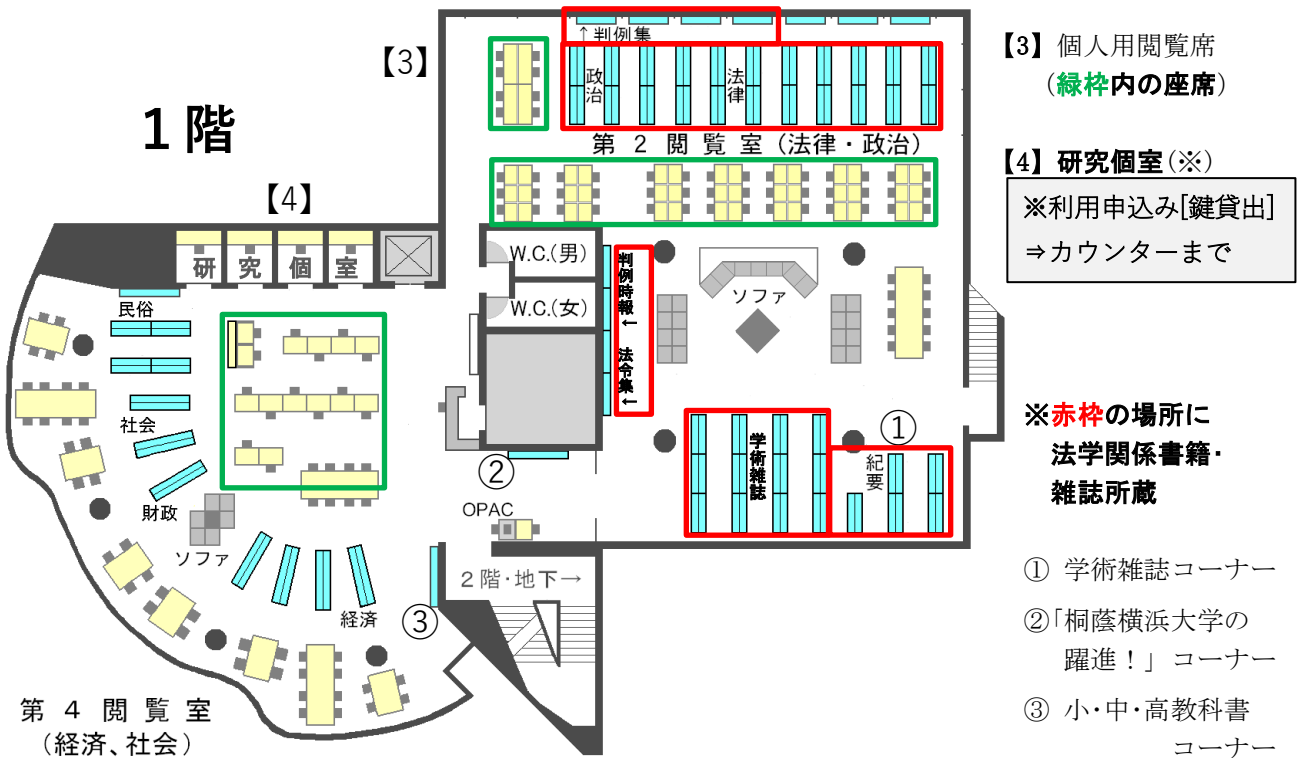 1階
【3】
【4】
↑判例集
政治
法律
第2閲覧室(法律・政治)
研究個室
W.C.(男)
W.C.(女)
判例時報↓
法令集↓
ソファ
民俗
社会
財政
ソファ
経済
第4閲覧室
(経済、社会)
学術雑誌
紀要
①
②
③
OPAC
2階・地下→
【3】個人用閲覧席
(緑枠内の座席)
【4】研究個室(※)
※利用申込み[鍵貸出]
⇒カウンターまで
※赤枠の場所に
法学関係書籍・
雑誌所蔵
① 学術雑誌コーナー
②「桐蔭横浜大学の
躍進!」コーナー
③ 小・中・高教科書
コーナー